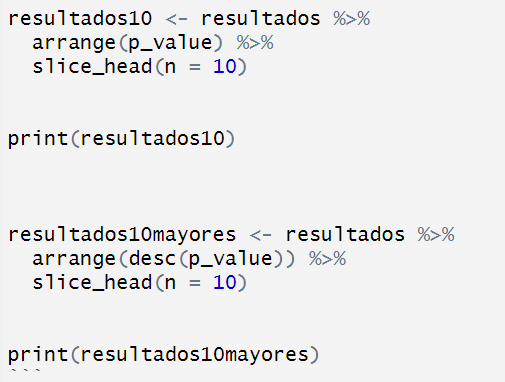 resultados10 <- resultados %>%
  arrange(p_value) %>%
  slice_head(n = 10)
print(resultados10)
resultados10mayores <- resultados %>%
  arrange(desc(p_value)) %>%
  slice_head(n = 10)
print(resultados10mayores)
```